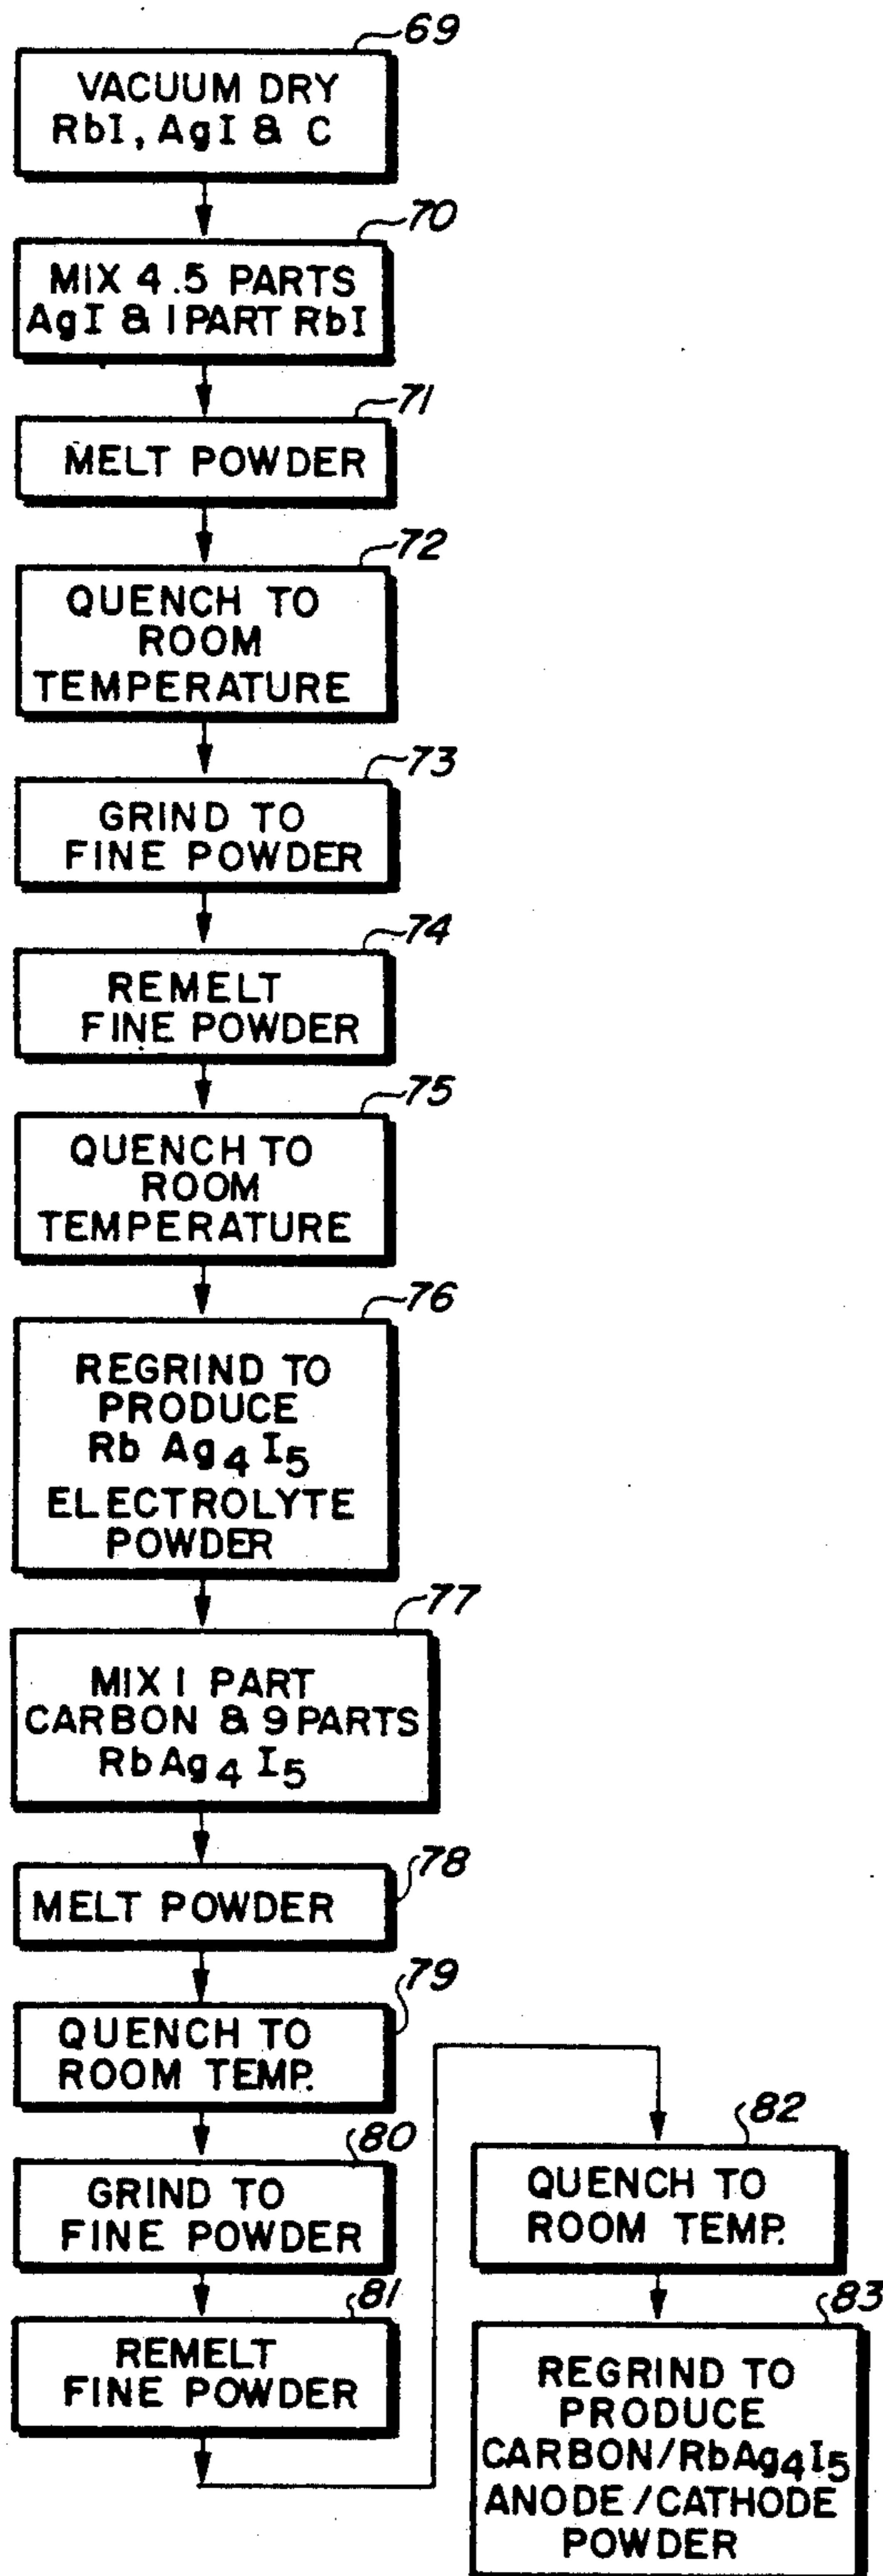 69
VACUUM DRY
RbI, AgI & C
70
MIX 4.5 PARTS
AgI & 1 PART RbI
71
MELT POWDER
72
QUENCH TO
ROOM
TEMPERATURE
73
GRIND TO
FINE POWDER
74
REMELT
FINE POWDER
75
QUENCH TO
ROOM
TEMPERATURE
76
REGRIND TO
PRODUCE
Rb Ag₄ I₅
ELECTROLYTE
POWDER
77
MIX 1 PART
CARBON & 9 PARTS
RbAg₄ I₅
78
MELT POWDER
79
QUENCH TO
ROOM TEMP.
80
GRIND TO
FINE POWDER
81
REMELT
FINE POWDER
82
QUENCH TO
ROOM TEMP.
83
REGRIND TO
PRODUCE
CARBON/RbAg₄I₅
ANODE/CATHODE
POWDER